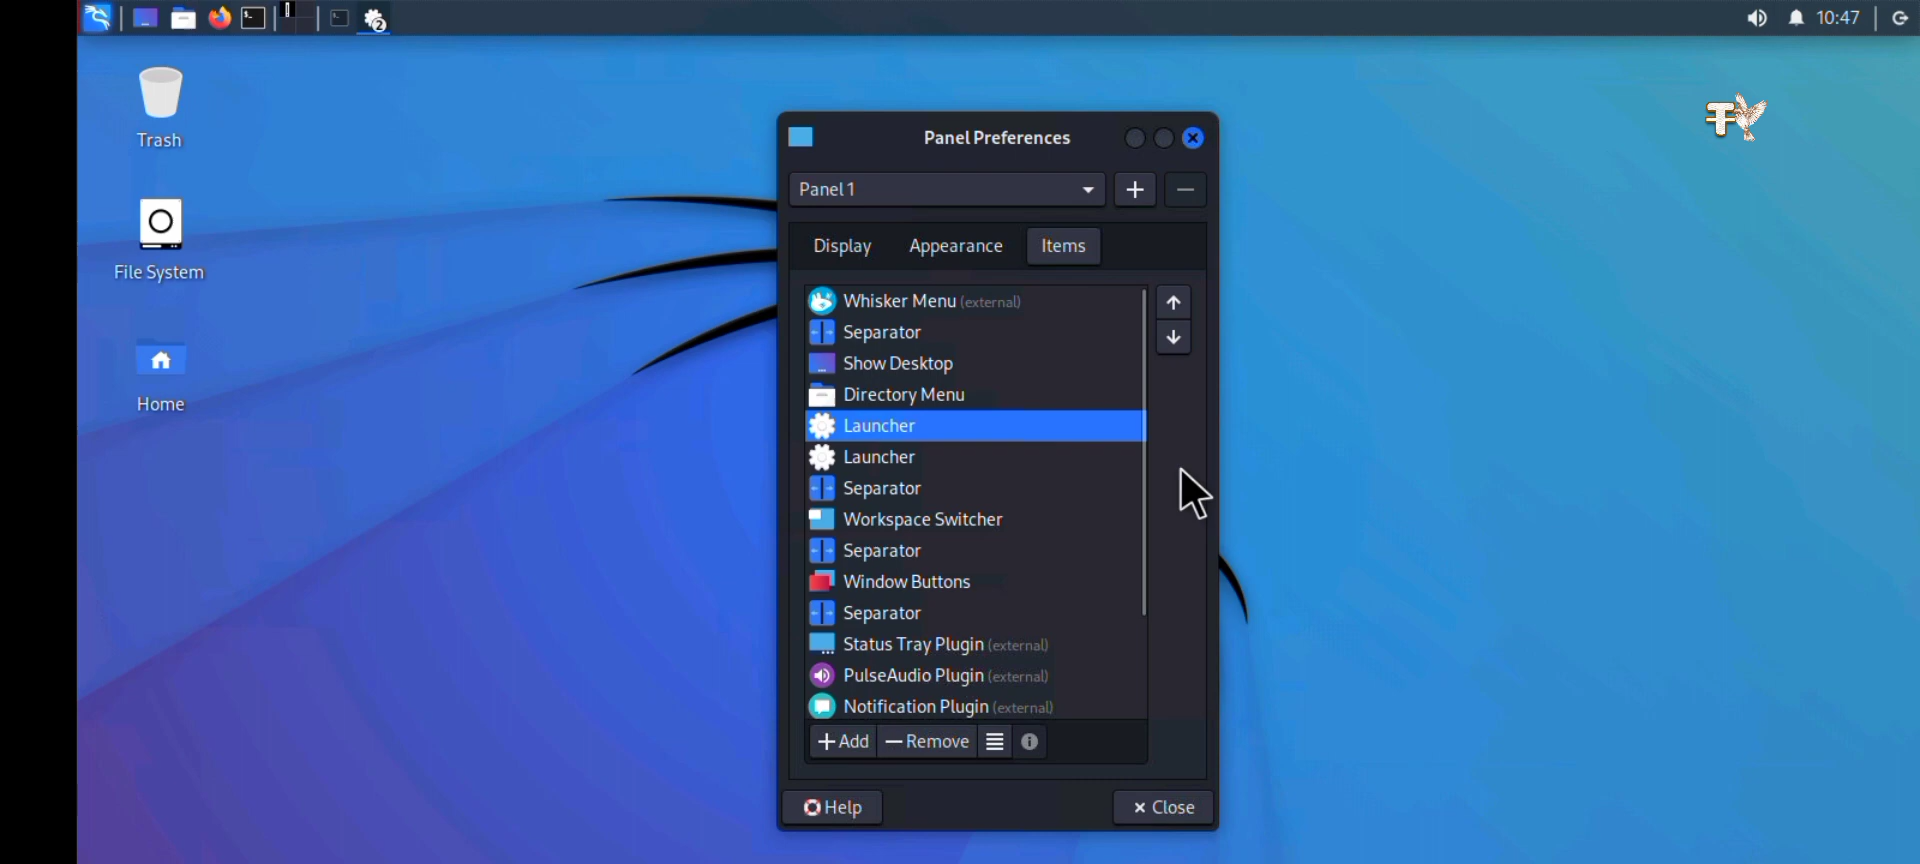 10:47
Trash
File System
Home
Panel Preferences
Panel 1
Display Appearance Items
Whisker Menu (external)
Separator
Show Desktop
Directory Menu
Launcher
Launcher
Separator
Workspace Switcher
Separator
Window Buttons
Separator
Status Tray Plugin (external)
PulseAudio Plugin (external)
Notification Plugin (external)
Add Remove
Help Close